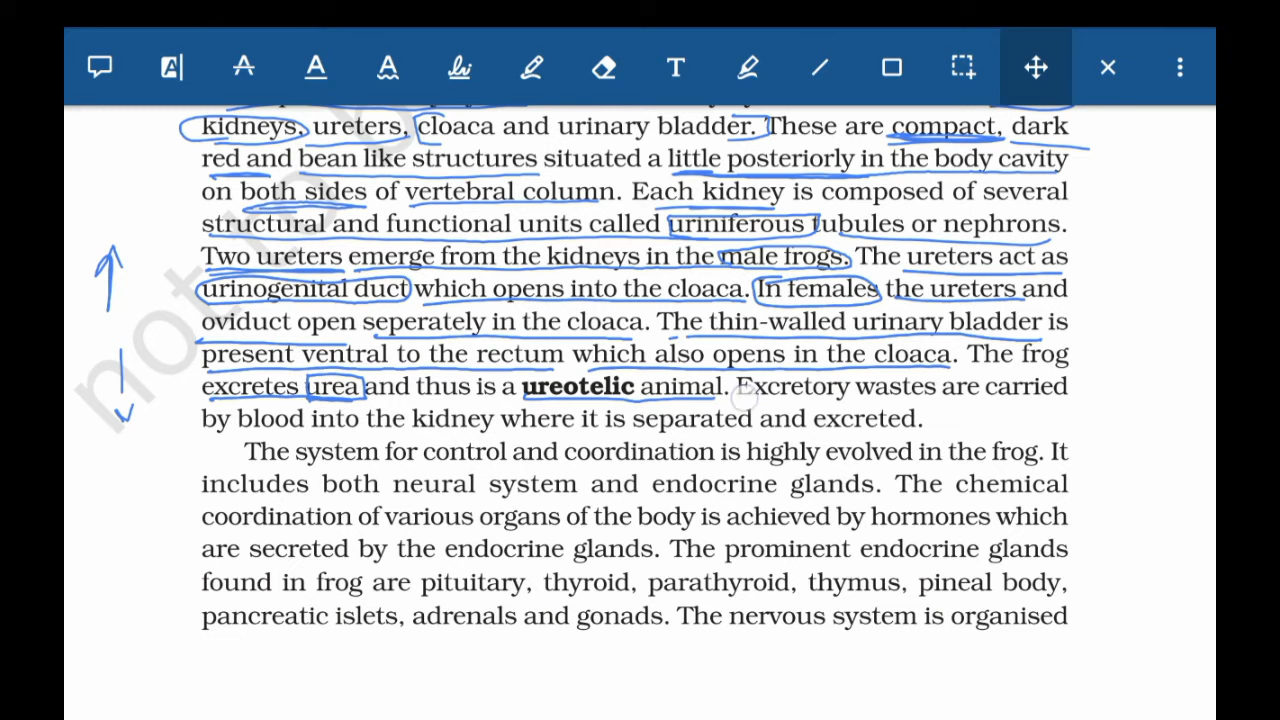 kidneys, ureters, cloaca and urinary bladder. These are compact, dark
red and bean like structures situated a little posteriorly in the body cavity
on both sides of vertebral column. Each kidney is composed of several
structural and functional units called uriniferous tubules or nephrons.
Two ureters emerge from the kidneys in the male frogs. The ureters act as
urinogenital duct which opens into the cloaca. In females the ureters and
oviduct open seperately in the cloaca. The thin-walled urinary bladder is
present ventral to the rectum which also opens in the cloaca. The frog
excretes urea and thus is a ureotelic animal. Excretory wastes are carried
by blood into the kidney where it is separated and excreted.
The system for control and coordination is highly evolved in the frog. It
includes both neural system and endocrine glands. The chemical
coordination of various organs of the body is achieved by hormones which
are secreted by the endocrine glands. The prominent endocrine glands
found in frog are pituitary, thyroid, parathyroid, thymus, pineal body,
pancreatic islets, adrenals and gonads. The nervous system is organised
not to b